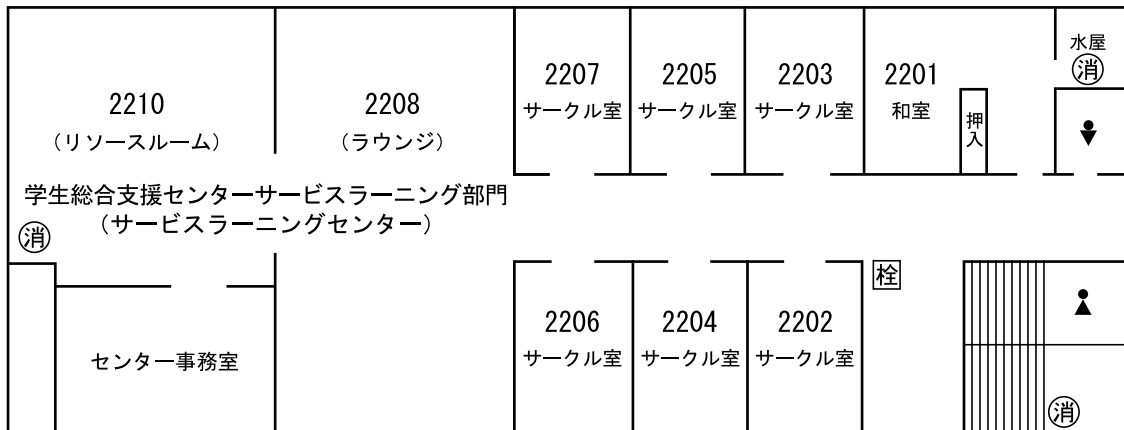 2210
（リソースルーム）
2208
（ラウンジ）
2207
サークル室
2205
サークル室
2203
サークル室
2201
和室
押入
水屋
消
学生総合支援センターサービスラーニング部門
（サービスラーニングセンター）
消
センター事務室
2206
サークル室
2204
サークル室
2202
サークル室
栓
消